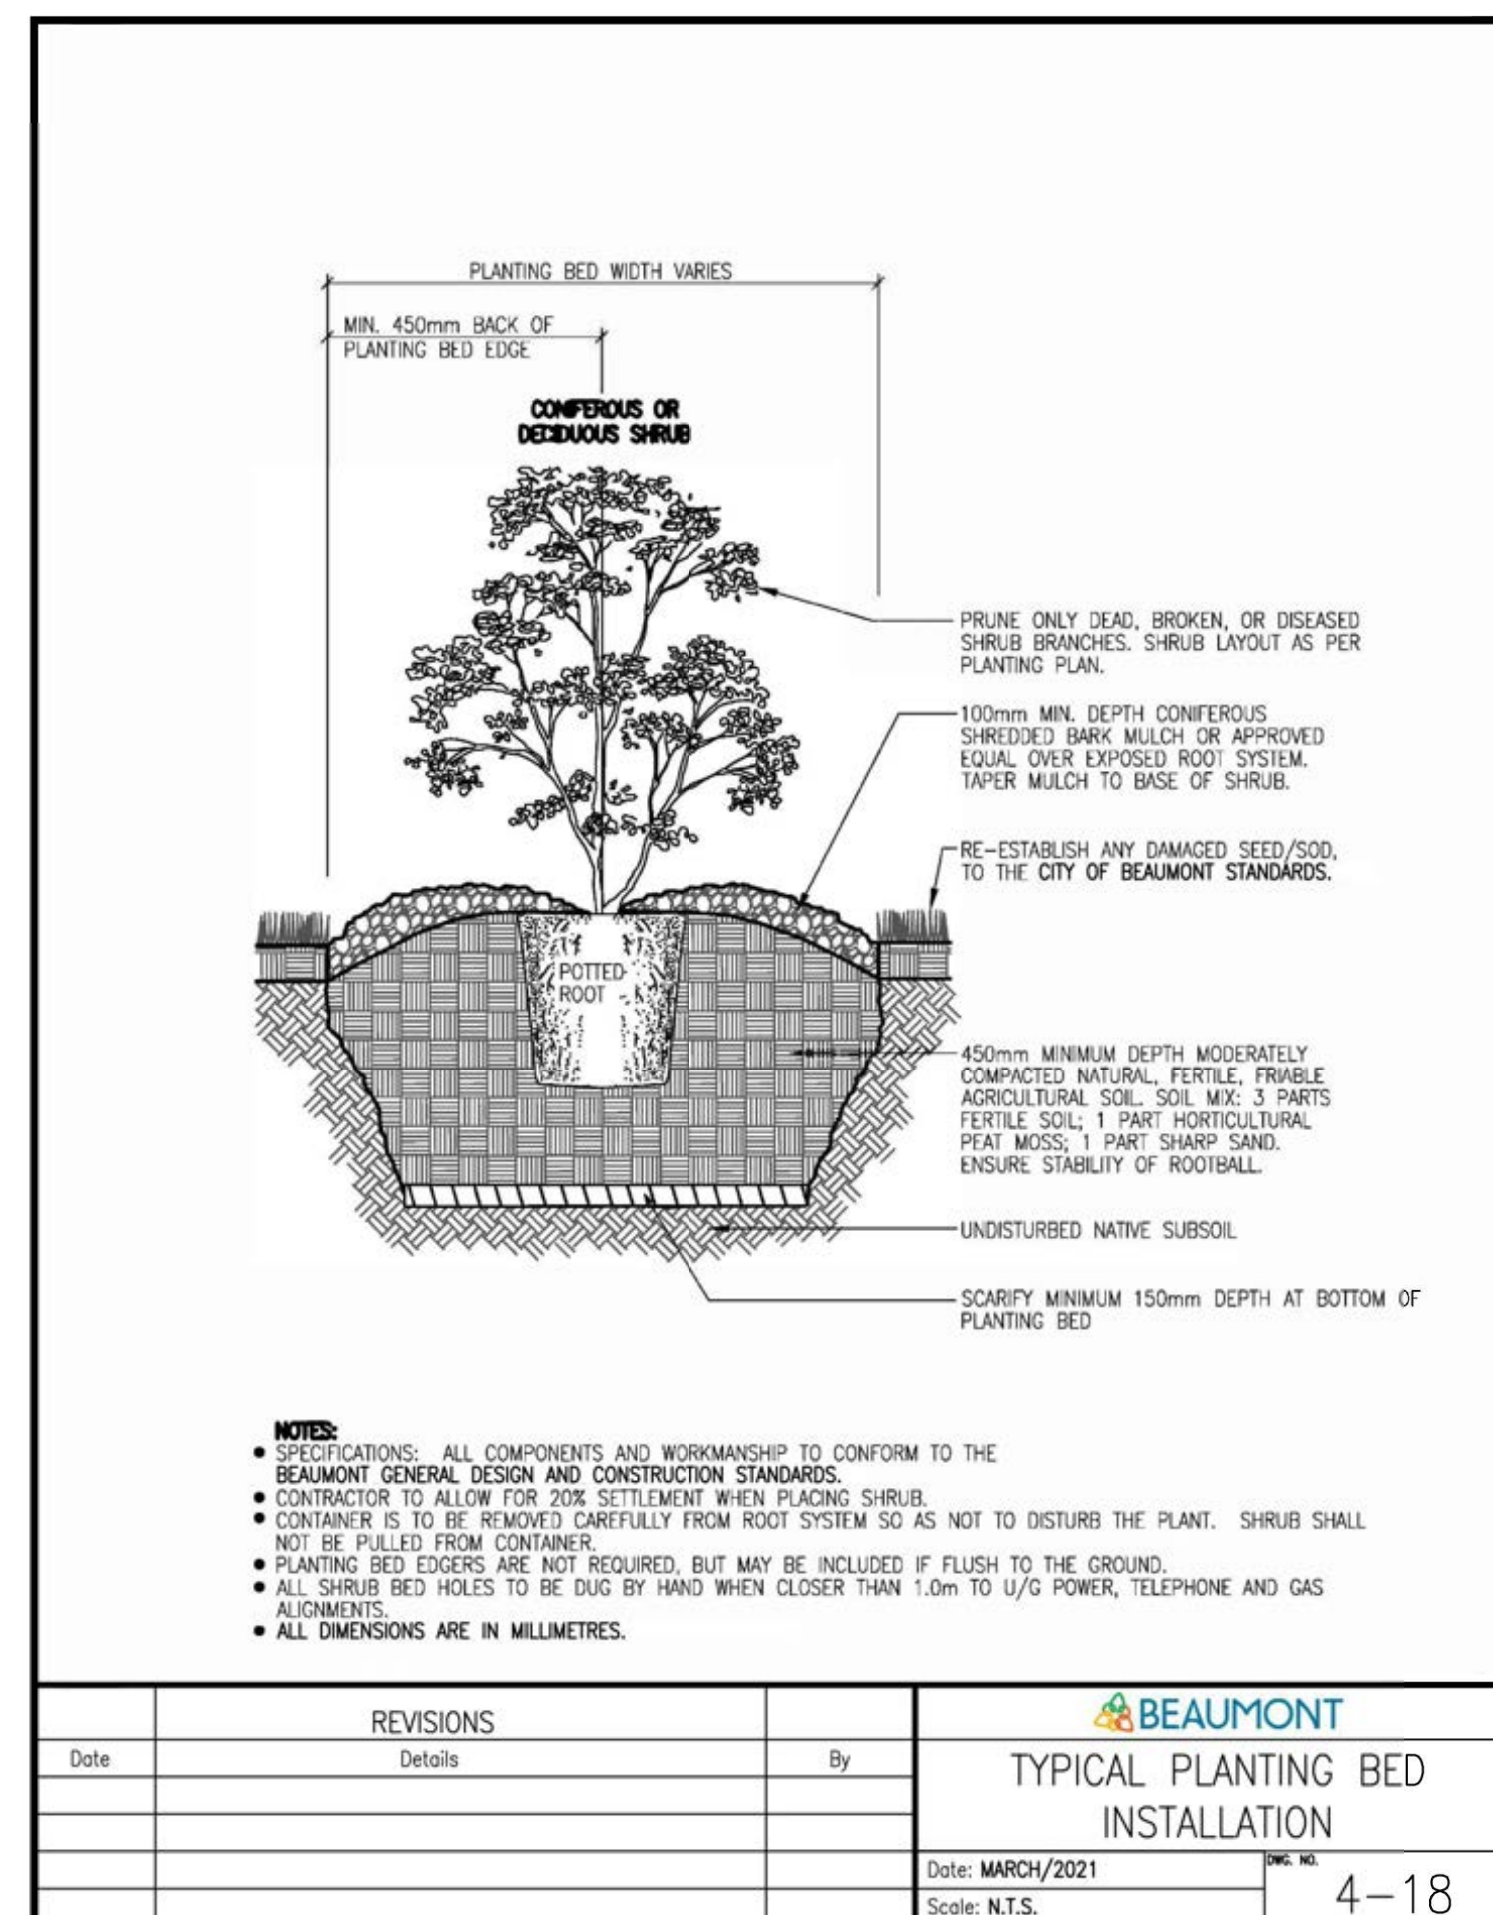 PLANTING BED WIDTH VARIES
MIN. 450mm BACK OF
PLANTING BED EDGE
CONIFEROUS OR
DECIDUOUS SHRUB
PRUNE ONLY DEAD, BROKEN, OR DISEASED
SHRUB BRANCHES. SHRUB LAYOUT AS PER
PLANTING PLAN.
100mm MIN. DEPTH CONIFEROUS
SHREDDED BARK MULCH OR APPROVED
EQUAL OVER EXPOSED ROOT SYSTEM.
TAPER MULCH TO BASE OF SHRUB.
RE-ESTABLISH ANY DAMAGED SEED/SOD,
TO THE CITY OF BEAUMONT STANDARDS.
POTTED
ROOT
450mm MINIMUM DEPTH MODERATELY
COMPACTED NATURAL, FERTILE, FRIABLE
AGRICULTURAL SOIL. SOIL MIX: 3 PARTS
FERTILE SOIL; 1 PART HORTICULTURAL
PEAT MOSS; 1 PART SHARP SAND.
ENSURE STABILITY OF ROOTBALL.
UNDISTURBED NATIVE SUBSOIL
SCARIFY MINIMUM 150mm DEPTH AT BOTTOM OF
PLANTING BED
NOTES:
● SPECIFICATIONS: ALL COMPONENTS AND WORKMANSHIP TO CONFORM TO THE
BEAUMONT GENERAL DESIGN AND CONSTRUCTION STANDARDS.
● CONTRACTOR TO ALLOW FOR 20% SETTLEMENT WHEN PLACING SHRUB.
● CONTAINER IS TO BE REMOVED CAREFULLY FROM ROOT SYSTEM SO AS NOT TO DISTURB THE PLANT. SHRUB SHALL
NOT BE PULLED FROM CONTAINER.
● PLANTING BED EDGERS ARE NOT REQUIRED, BUT MAY BE INCLUDED IF FLUSH TO THE GROUND.
● ALL SHRUB BED HOLES TO BE DUG BY HAND WHEN CLOSER THAN 1.0m TO U/G POWER, TELEPHONE AND GAS
ALIGNMENTS.
● ALL DIMENSIONS ARE IN MILLIMETRES.
REVISIONS
Date Details By
BEAUMONT
TYPICAL PLANTING BED
INSTALLATION
Date: MARCH/2021
DWG. NO.
4-18
Scale: N.T.S.